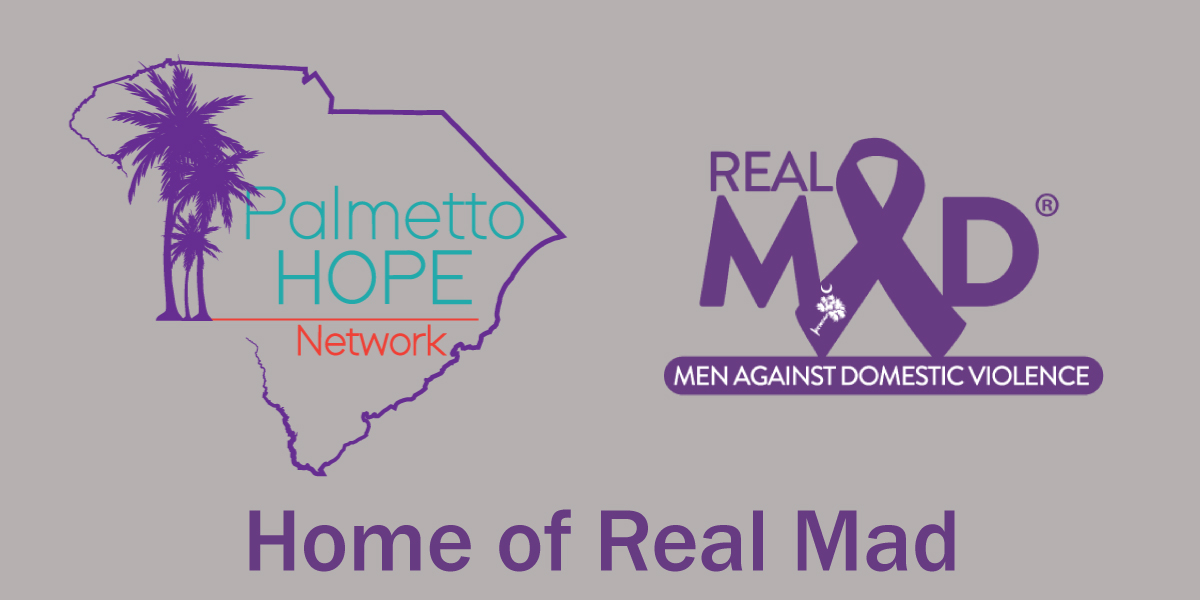 Palmetto
HOPE
Network
REAL
MAD®
MEN AGAINST DOMESTIC VIOLENCE
Home of Real Mad